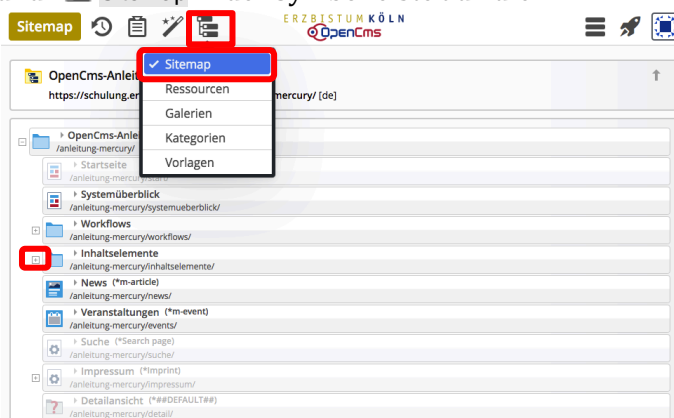 Sitemap
ERZBISTUM KÖLN
OpenCms
OpenCms-Anleit
https://schulung.er
mercury/ [de]
Sitemap
Ressourcen
Galerien
Kategorien
Vorlagen
OpenCms-Anlei
/anleitung-mercury/
Startseite
/anleitung-mercury/start/
Systemüberblick
/anleitung-mercury/systemueberblick/
Workflows
/anleitung-mercury/workflows/
Inhaltselemente
/anleitung-mercury/inhaltselemente/
News (*m-article)
/anleitung-mercury/news/
Veranstaltungen (*m-event)
/anleitung-mercury/events/
Suche (*Search page)
/anleitung-mercury/suche/
Impressum (*Imprint)
/anleitung-mercury/impressum/
Detailansicht (*##DEFAULT##)
/anleitung-mercury/detail/